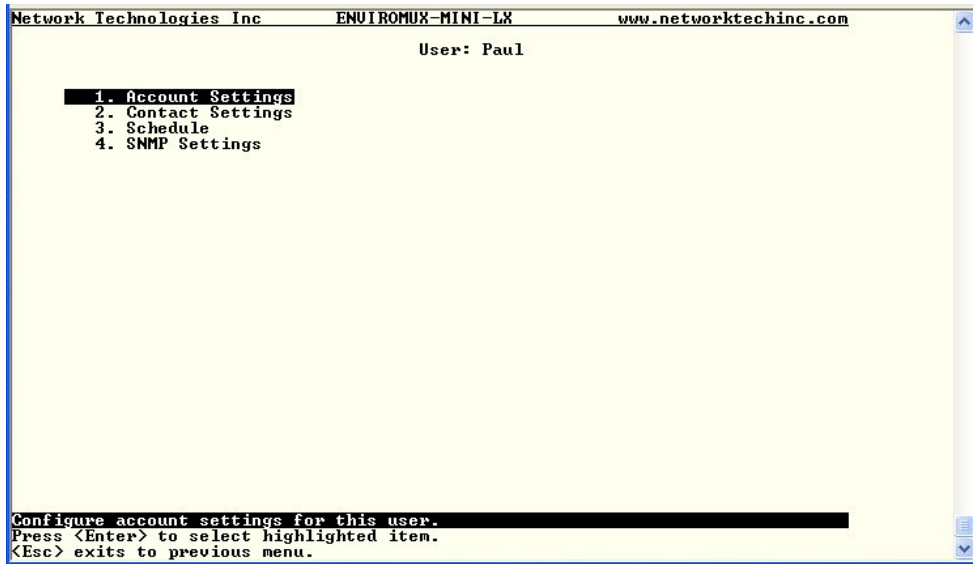 Network Technologies Inc ENVIROMUX-MINI-LX www.networktechinc.com
User: Paul
1. Account Settings
2. Contact Settings
3. Schedule
4. SNMP Settings
Configure account settings for this user.
Press <Enter> to select highlighted item.
<Esc> exits to previous menu.